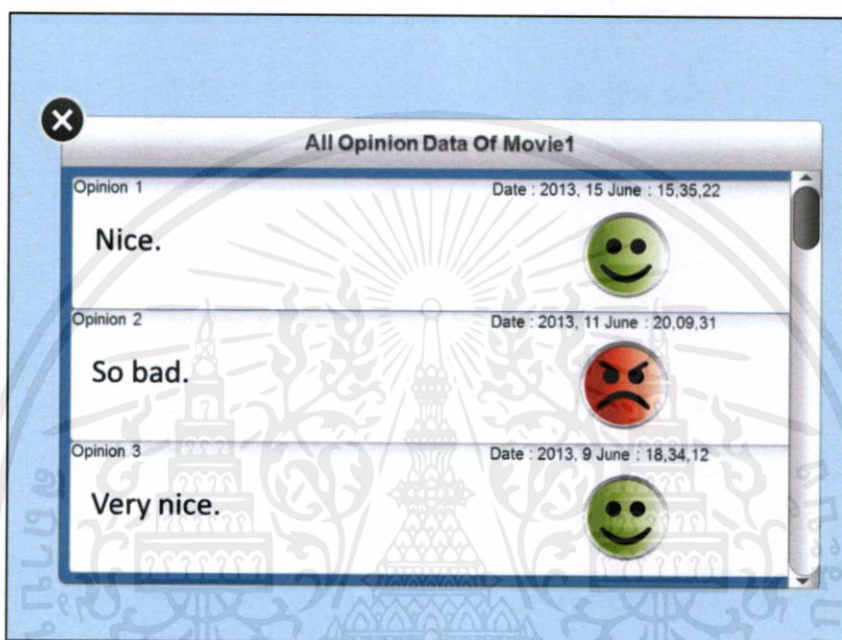 All Opinion Data Of Movie1
Opinion 1 Date : 2013, 15 June : 15,35,22
Nice.
Opinion 2 Date : 2013, 11 June : 20,09,31
So bad.
Opinion 3 Date : 2013, 9 June : 18,34,12
Very nice.